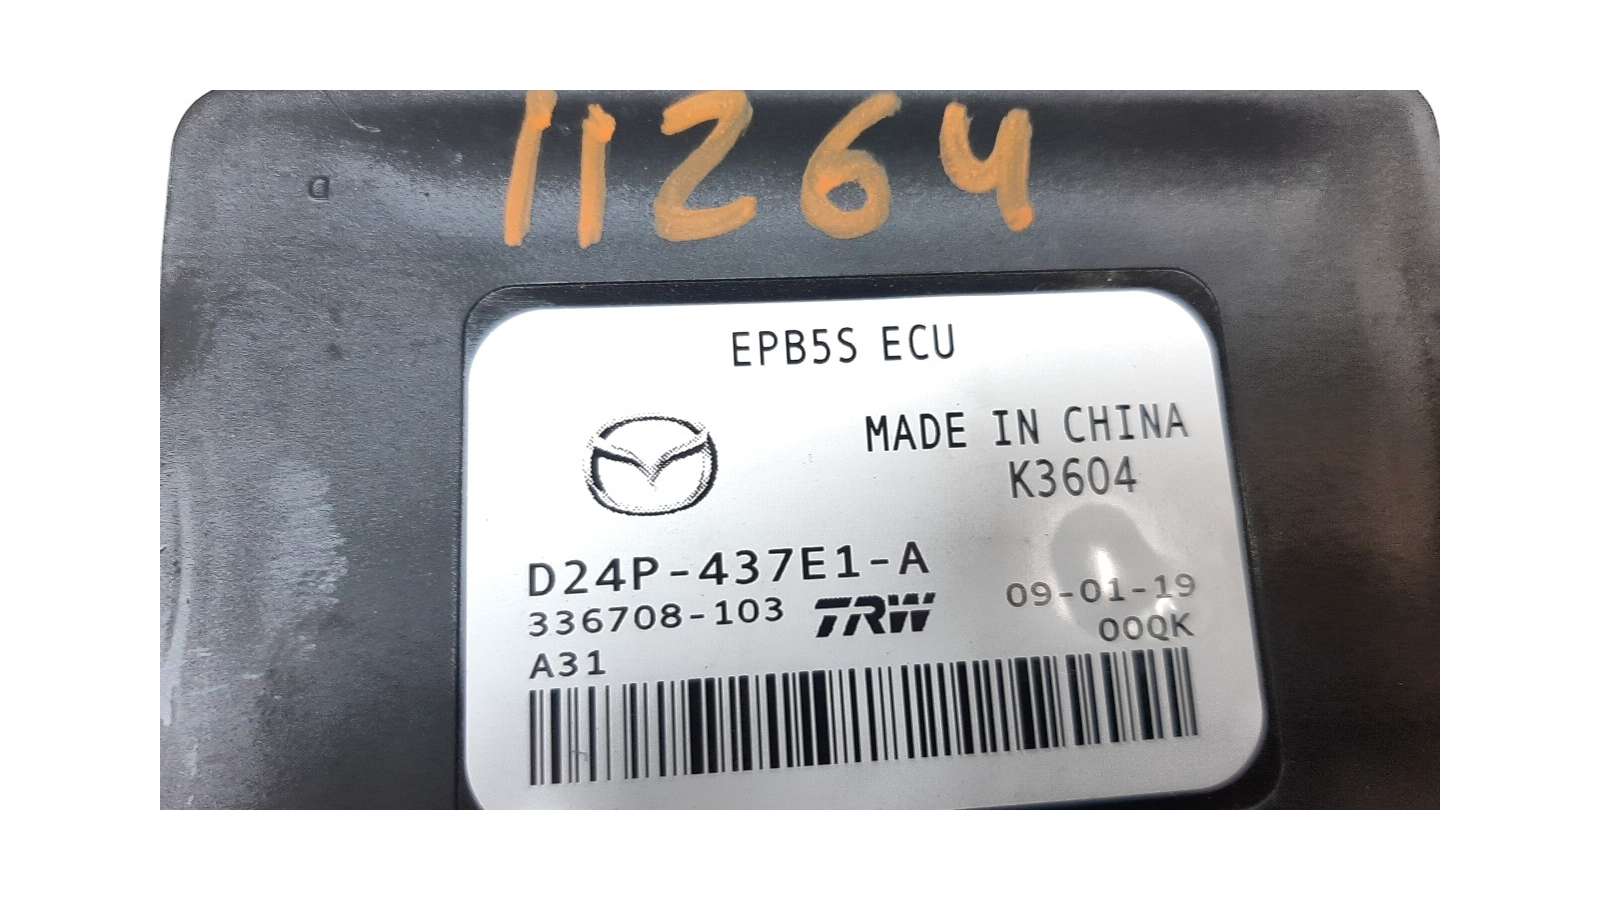 11264
D
EPB5S ECU
MADE IN CHINA
K3604
D24P-437E1-A
336708-103 TRW 09-01-19
00QK
A31